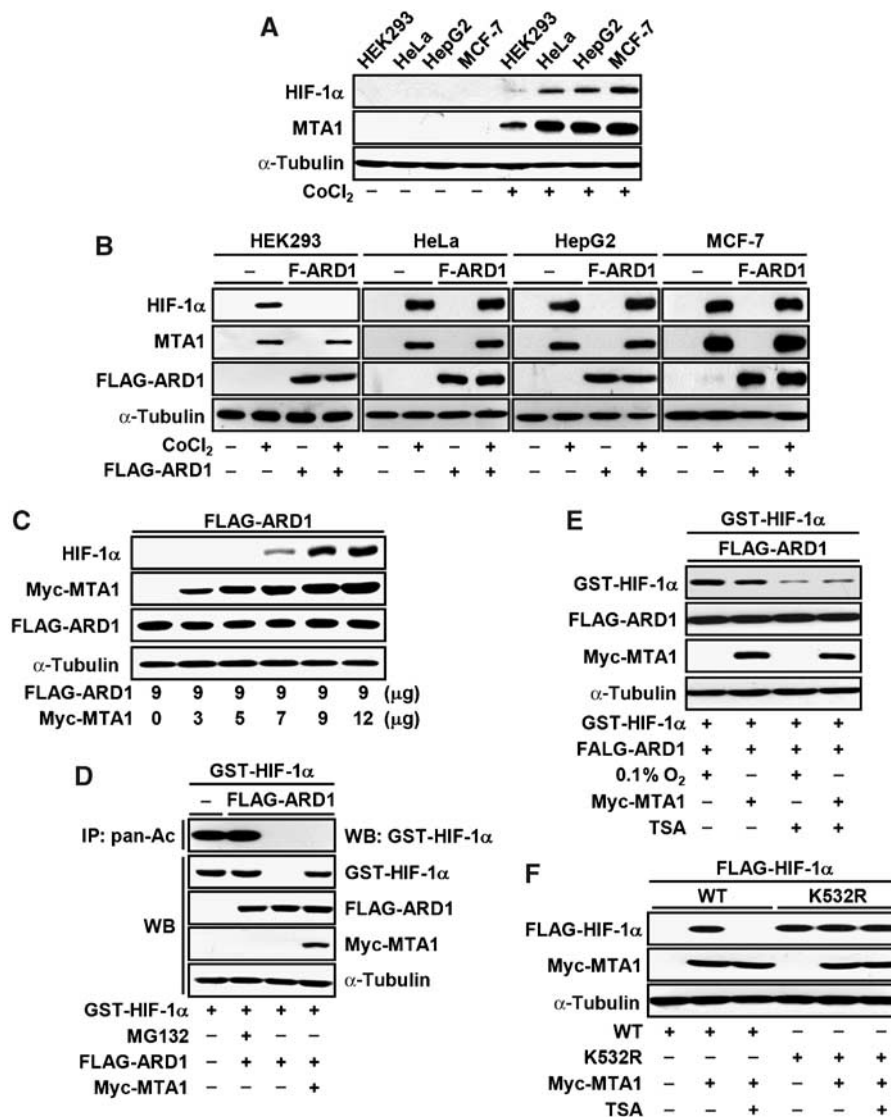 A
HEK293 HeLa HepG2 MCF-7 HEK293 HeLa HepG2 MCF-7
HIF-1α
MTA1
α-Tubulin
CoCl2 – – – – + + + +
B
HEK293 HeLa HepG2 MCF-7
– F-ARD1 – F-ARD1 – F-ARD1 – F-ARD1
HIF-1α
MTA1
FLAG-ARD1
α-Tubulin
CoCl2 – + – + – + – + – + – + – + – +
FLAG-ARD1 – – + + – – + + – – + + – – + +
C
FLAG-ARD1
HIF-1α
Myc-MTA1
FLAG-ARD1
α-Tubulin
FLAG-ARD1 9 9 9 9 9 9 (μg)
Myc-MTA1 0 3 5 7 9 12 (μg)
D
GST-HIF-1α
– FLAG-ARD1
IP: pan-Ac WB: GST-HIF-1α
WB
GST-HIF-1α
FLAG-ARD1
Myc-MTA1
α-Tubulin
GST-HIF-1α + + + +
MG132 – + – –
FLAG-ARD1 – + + +
Myc-MTA1 – – – +
E
GST-HIF-1α
FLAG-ARD1
GST-HIF-1α
FLAG-ARD1
Myc-MTA1
α-Tubulin
GST-HIF-1α + + + +
FALG-ARD1 + + + +
0.1% O2 + – + –
Myc-MTA1 – + – +
TSA – – + +
F
FLAG-HIF-1α
WT K532R
FLAG-HIF-1α
Myc-MTA1
α-Tubulin
WT + + + – – –
K532R – – – + + +
Myc-MTA1 – + + – + +
TSA – – + – – +